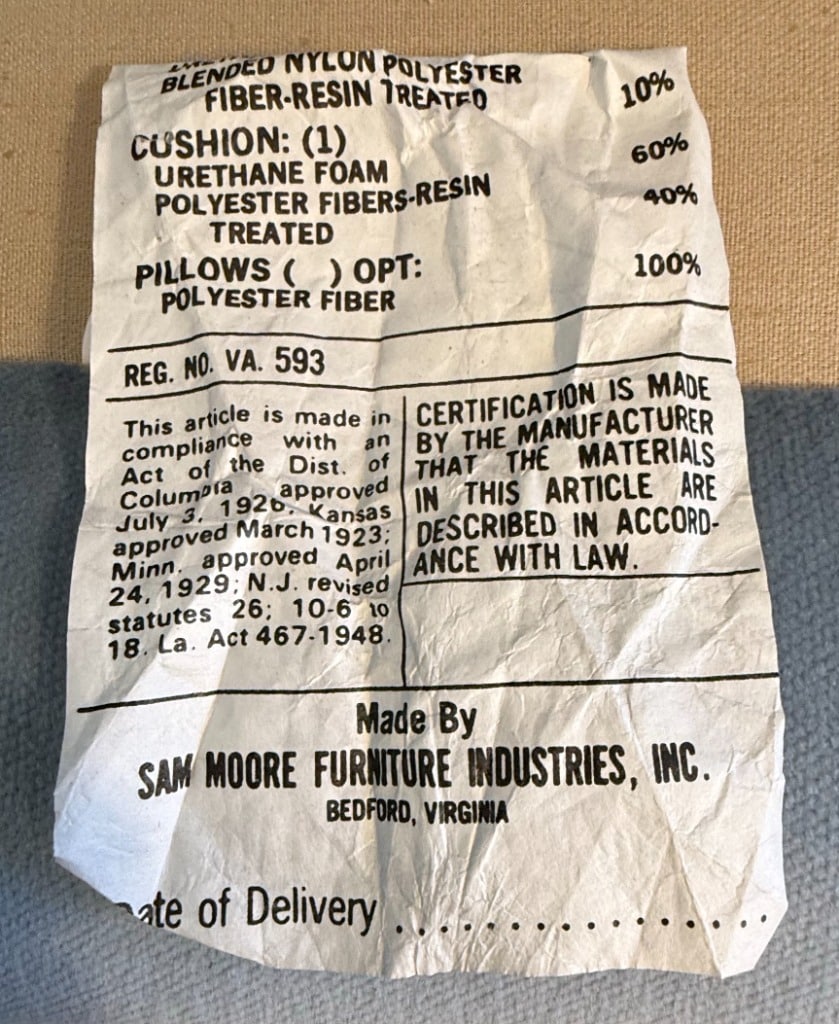 BLENDED NYLON POLYESTER
FIBER-RESIN TREATED 10%
CUSHION: (1)
URETHANE FOAM 60%
POLYESTER FIBERS-RESIN 40%
TREATED
PILLOWS ( ) OPT: 100%
POLYESTER FIBER
REG. NO. VA. 593
This article is made in
compliance with an
Act of the Dist. of
Columbia approved
July 3, 1926. Kansas
approved March 1923;
Minn. approved April
24, 1929; N.J. revised
statutes 26; 10-6 to
18. La. Act 467-1948.
CERTIFICATION IS MADE
BY THE MANUFACTURER
THAT THE MATERIALS
IN THIS ARTICLE ARE
DESCRIBED IN ACCORD-
ANCE WITH LAW.
Made By
SAM MOORE FURNITURE INDUSTRIES, INC.
BEDFORD, VIRGINIA
Date of Delivery ..................